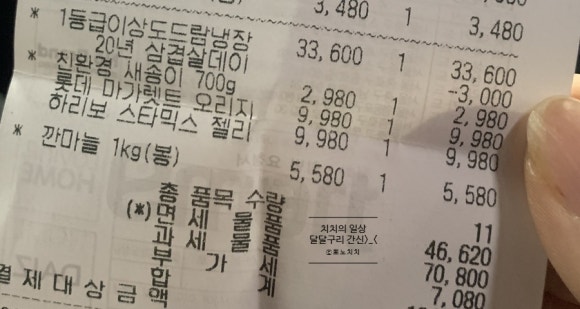 3,480 1 3,480
* 1등급이상도드람냉장 33,600 1 33,600
20년 삼겹살데이 -3,000
* 친환경 새송이 700g 2,980 1 2,980
롯데 마가렛트 오리지 9,980 1 9,980
하리보 스타믹스 젤리 9,980 1 9,980
* 깐마늘 1kg(봉) 5,580 1 5,580
총 품목 수량 11
(*)면세 물품 46,620
과세 물품 70,800
부 가 세 7,080
합 계
결제대상금액
치치의 일상
달달구리 간신>_<